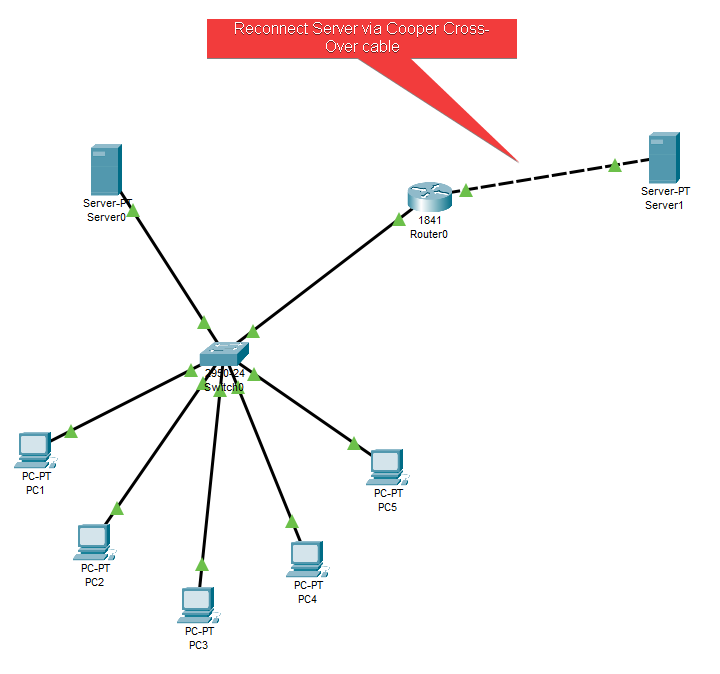 Reconnect Server via Cooper Cross-
Over cable
Server-PT
Server0
Server-PT
Server1
1841
Router0
2950-24
Switch0
PC-PT
PC1
PC-PT
PC5
PC-PT
PC2
PC-PT
PC4
PC-PT
PC3